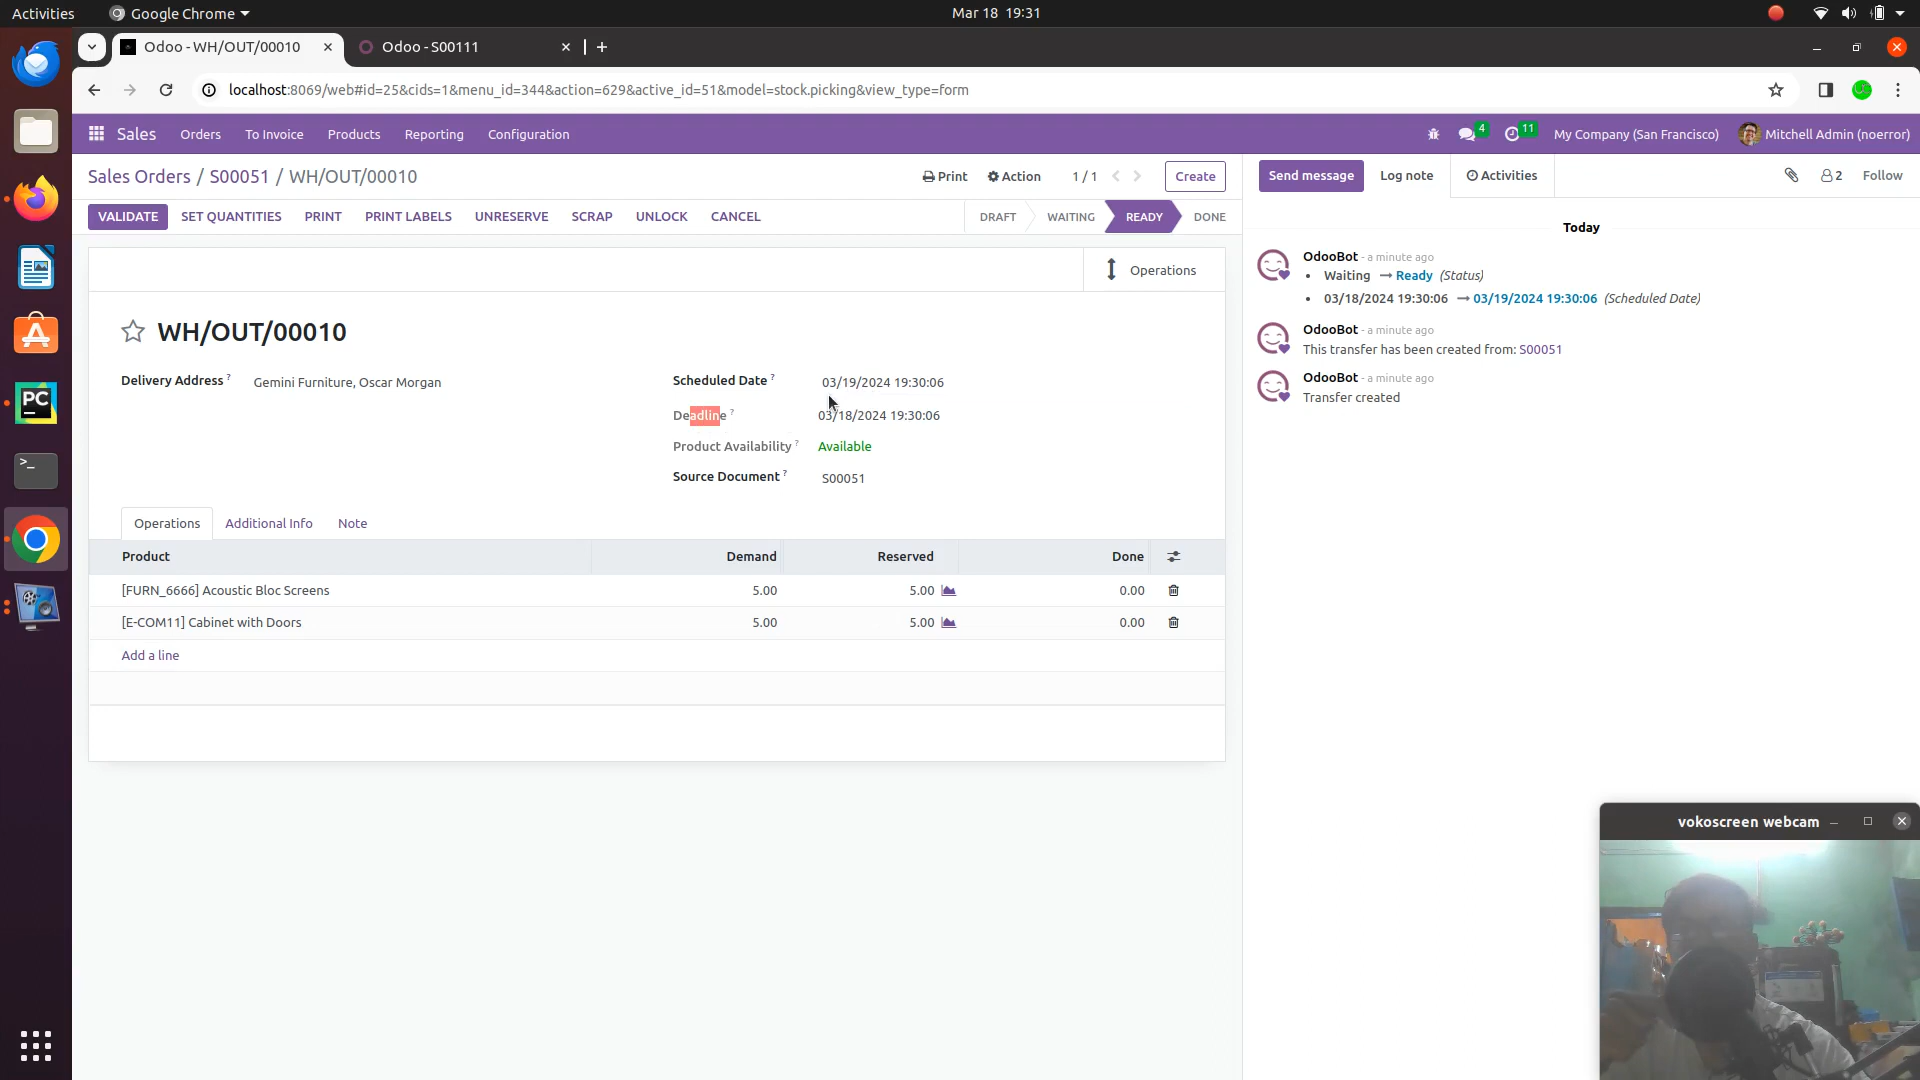 Activities Google Chrome Mar 18 19:31
Odoo - WH/OUT/00010 Odoo - S00111
localhost:8069/web#id=25&cids=1&menu_id=344&action=629&active_id=51&model=stock.picking&view_type=form
Sales Orders To Invoice Products Reporting Configuration 4 11 My Company (San Francisco) Mitchell Admin (noerror)
Sales Orders / S00051 / WH/OUT/00010 Print Action 1 / 1 Create Send message Log note Activities 2 Follow
VALIDATE SET QUANTITIES PRINT PRINT LABELS UNRESERVE SCRAP UNLOCK CANCEL DRAFT WAITING READY DONE
Operations
WH/OUT/00010
Delivery Address ? Gemini Furniture, Oscar Morgan
Scheduled Date ? 03/19/2024 19:30:06
Deadline ? 03/18/2024 19:30:06
Product Availability ? Available
Source Document ? S00051
Operations Additional Info Note
Product Demand Reserved Done
[FURN_6666] Acoustic Bloc Screens 5.00 5.00 0.00
[E-COM11] Cabinet with Doors 5.00 5.00 0.00
Add a line
Today
OdooBot - a minute ago
• Waiting → Ready (Status)
• 03/18/2024 19:30:06 → 03/19/2024 19:30:06 (Scheduled Date)
OdooBot - a minute ago
This transfer has been created from: S00051
OdooBot - a minute ago
Transfer created
PC
>_
vokoscreen webcam